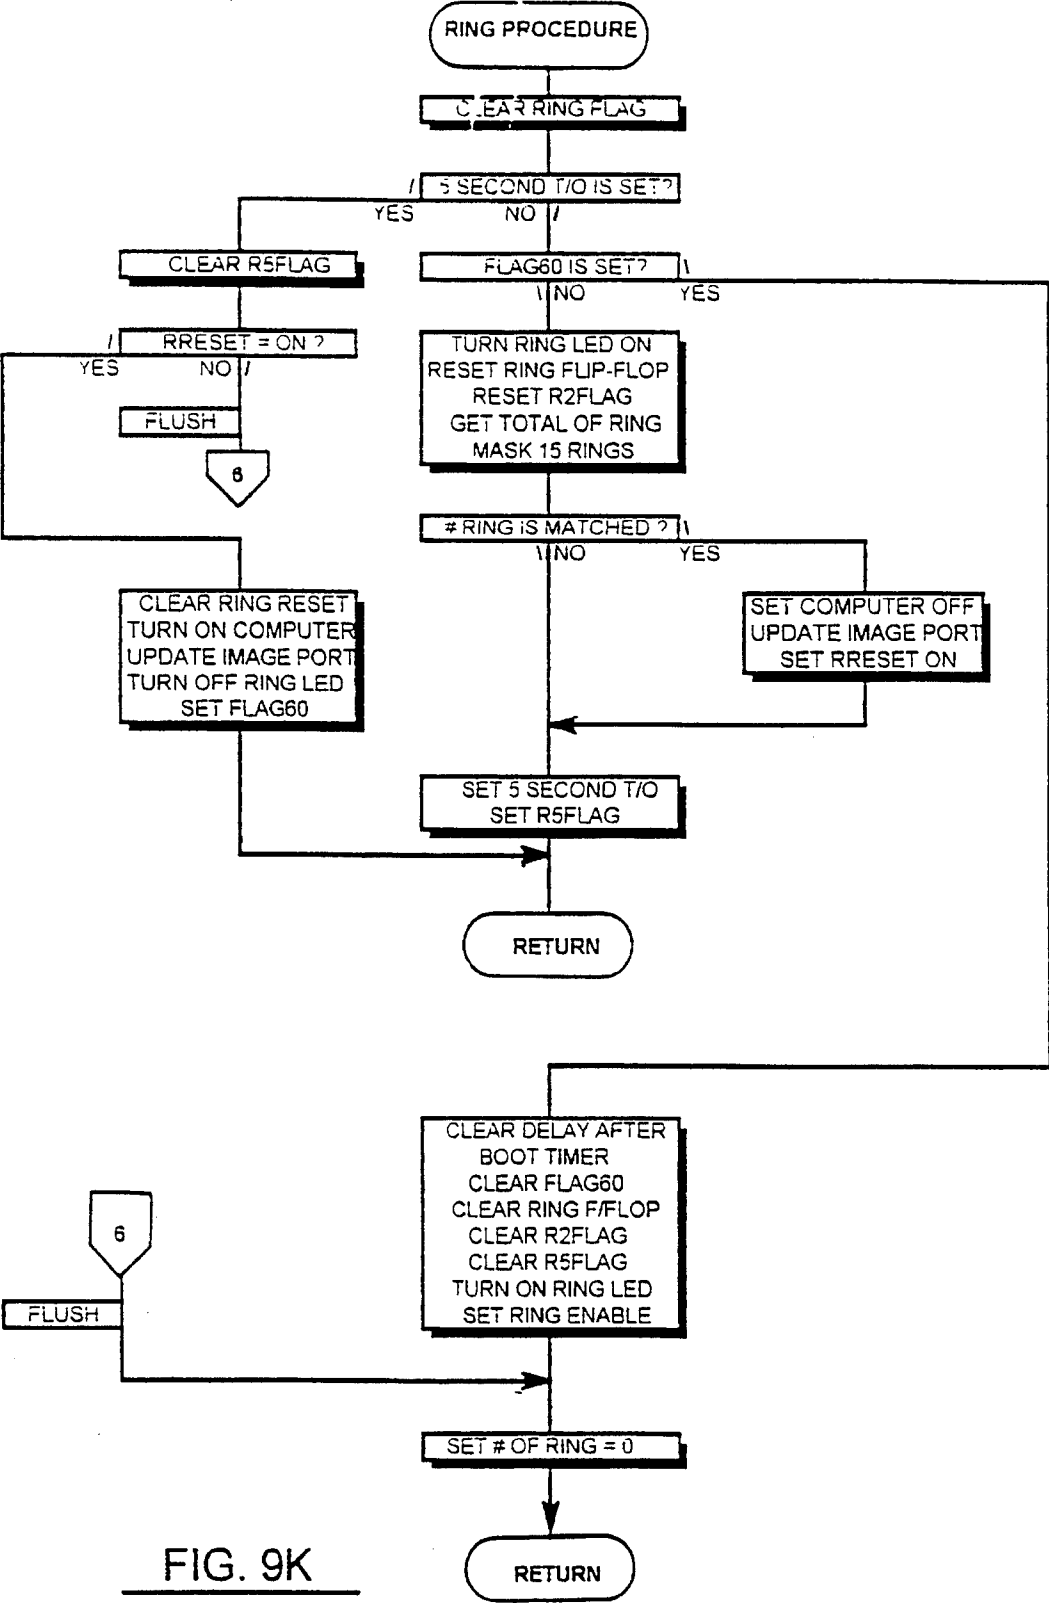 RING PROCEDURE
CLEAR RING FLAG
5 SECOND T/O IS SET?
YES
NO
CLEAR R5FLAG
FLAG60 IS SET?
NO
YES
RRESET = ON ?
YES
NO
TURN RING LED ON
RESET RING FLIP-FLOP
RESET R2FLAG
GET TOTAL OF RING
MASK 15 RINGS
FLUSH
6
# RING IS MATCHED ?
NO
YES
CLEAR RING RESET
TURN ON COMPUTER
UPDATE IMAGE PORT
TURN OFF RING LED
SET FLAG60
SET COMPUTER OFF
UPDATE IMAGE PORT
SET RRESET ON
SET 5 SECOND T/O
SET R5FLAG
RETURN
CLEAR DELAY AFTER
BOOT TIMER
CLEAR FLAG60
CLEAR RING F/FLOP
CLEAR R2FLAG
CLEAR R5FLAG
TURN ON RING LED
SET RING ENABLE
6
FLUSH
SET # OF RING = 0
RETURN
FIG. 9K